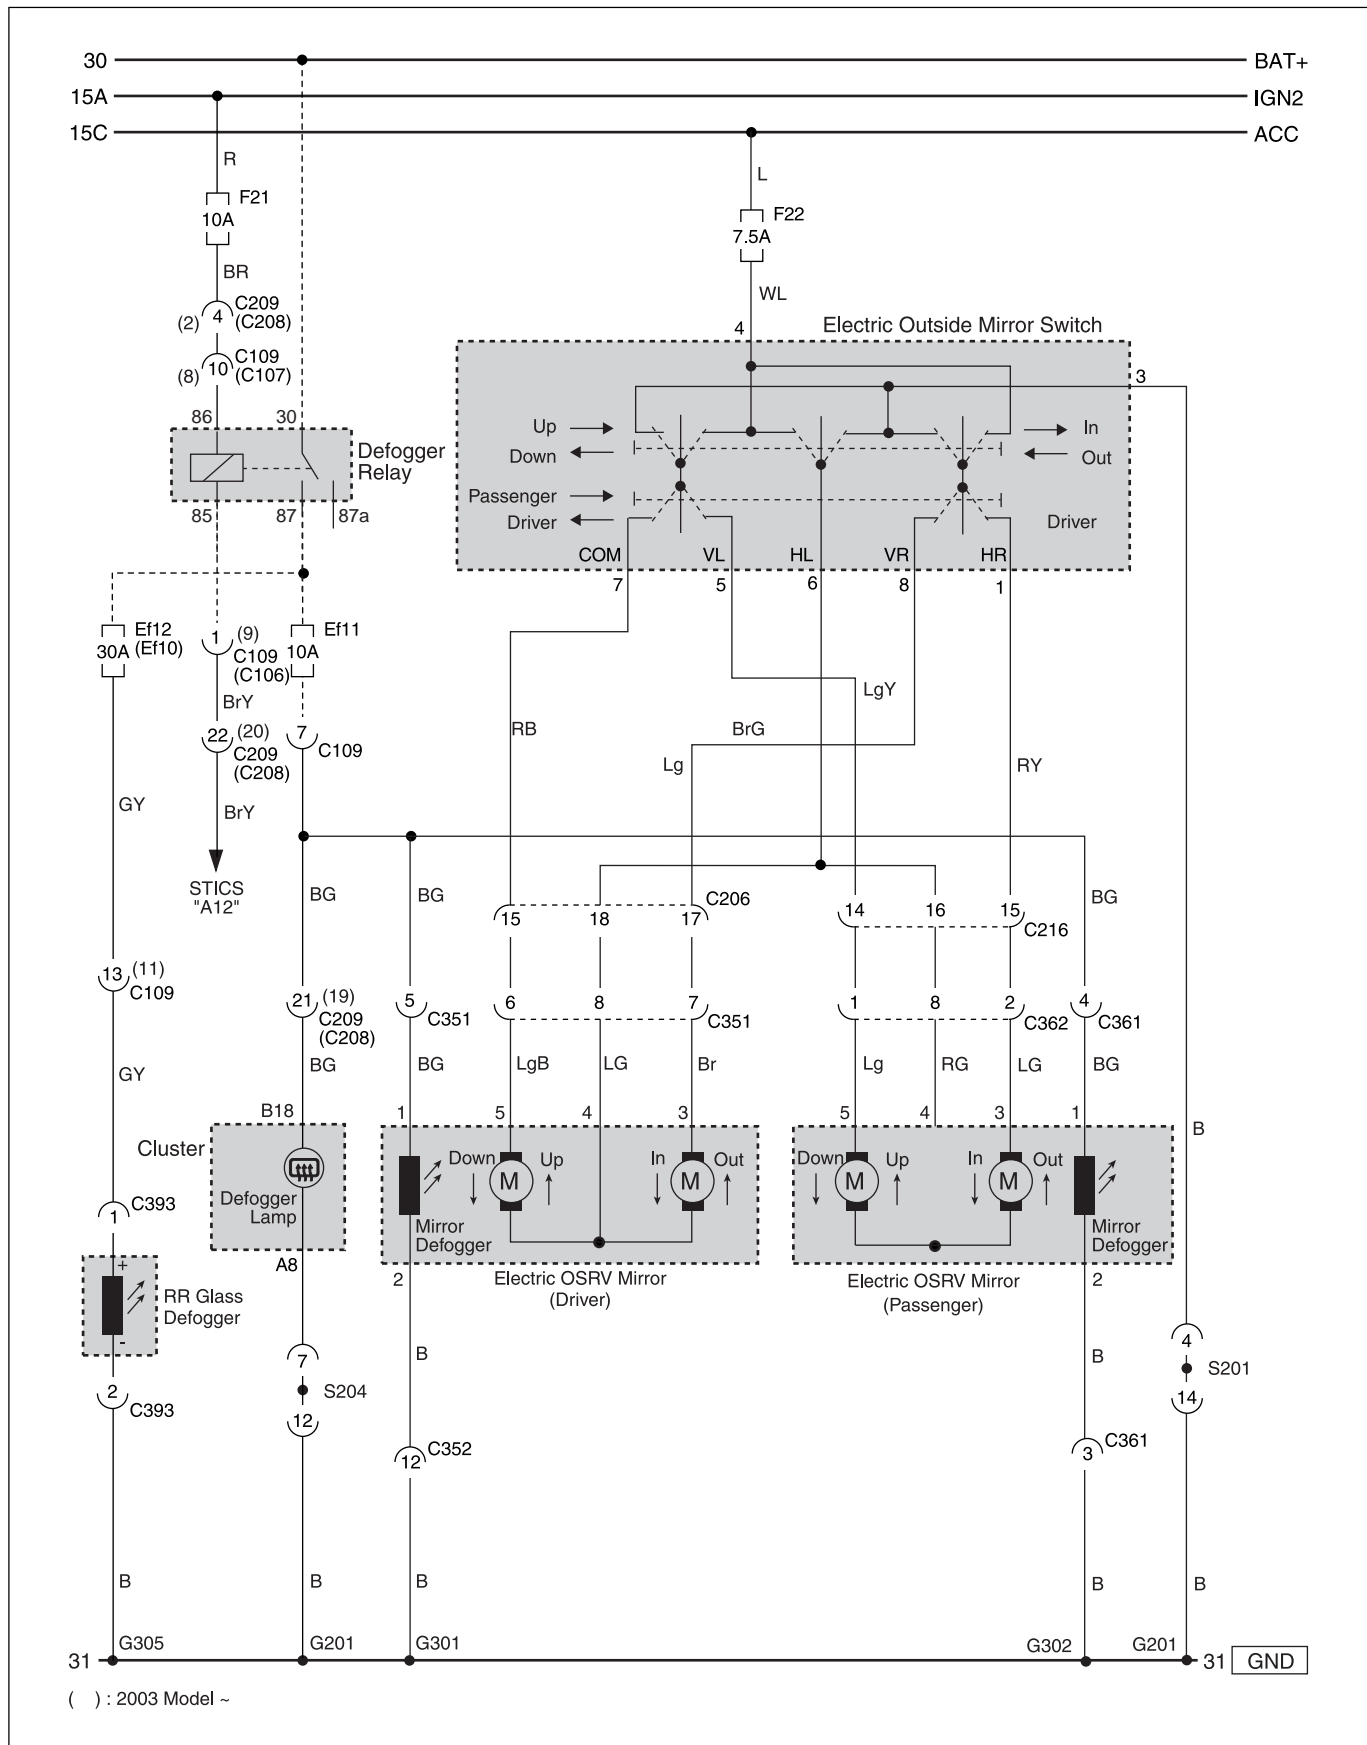 30 BAT+
15A IGN2
15C ACC
R
L
F21
10A
F22
7.5A
BR
WL
(2) 4 C209
(C208)
(8) 10 C109
(C107)
4
Electric Outside Mirror Switch
3
86 30
Defogger
Relay
85 87 87a
Up
Down
In
Out
Passenger
Driver
Driver
COM VL HL VR HR
7 5 6 8 1
Ef12
(Ef10)
30A
1 (9)
C109
(C106)
Ef11
10A
BrY
22 (20)
C209
(C208)
7
C109
RB
LgY
BrG
Lg
RY
GY
BrY
STICS
"A12"
BG
BG
BG
15 18 17 C206
14 16 15 C216
13 (11)
C109
21 (19)
C209
(C208)
5
C351
6 8 7
C351
1 8 2
C362
4
C361
GY
BG
BG
LgB
LG
Br
Lg
RG
LG
BG
B
B18
1 5 4 3
5 4 3 1
Cluster
Defogger
Lamp
A8
Down M Up In M Out
Mirror
Defogger
2
Electric OSRV Mirror
(Driver)
Down M Up In M Out
Mirror
Defogger
2
Electric OSRV Mirror
(Passenger)
1 C393
+
-
RR Glass
Defogger
2
C393
7
S204
12
B
B
4
S201
14
12 C352
3 C361
B
B
B
B
B
31 G305 G201 G301 G302 G201 31 GND
( ) : 2003 Model ~